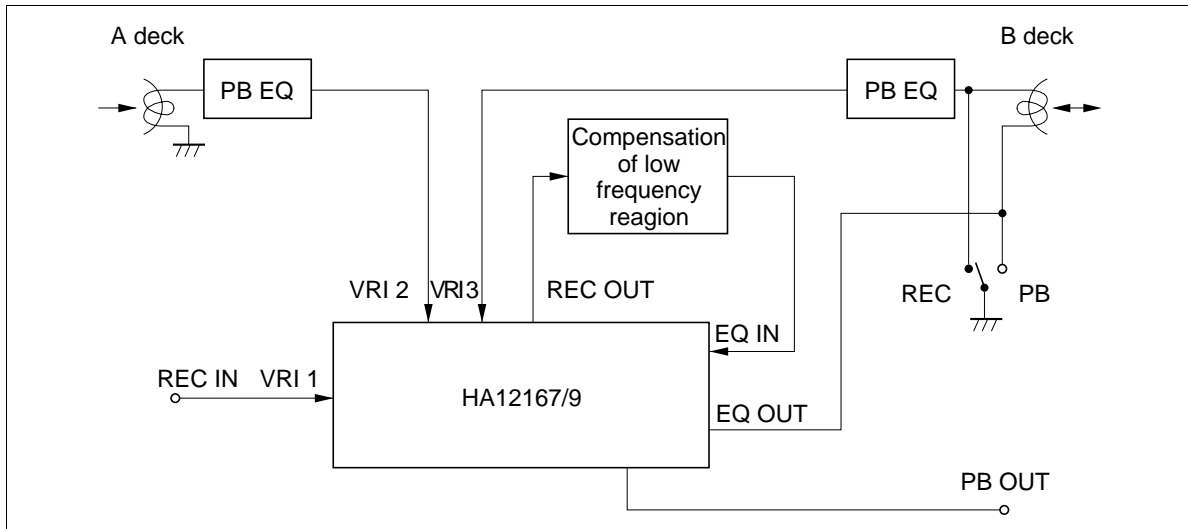 A deck
B deck
PB EQ
PB EQ
Compensation
of low
frequency
reagion
VRI 2
VRI3
REC OUT
REC
PB
EQ IN
REC IN
VRI 1
HA12167/9
EQ OUT
PB OUT